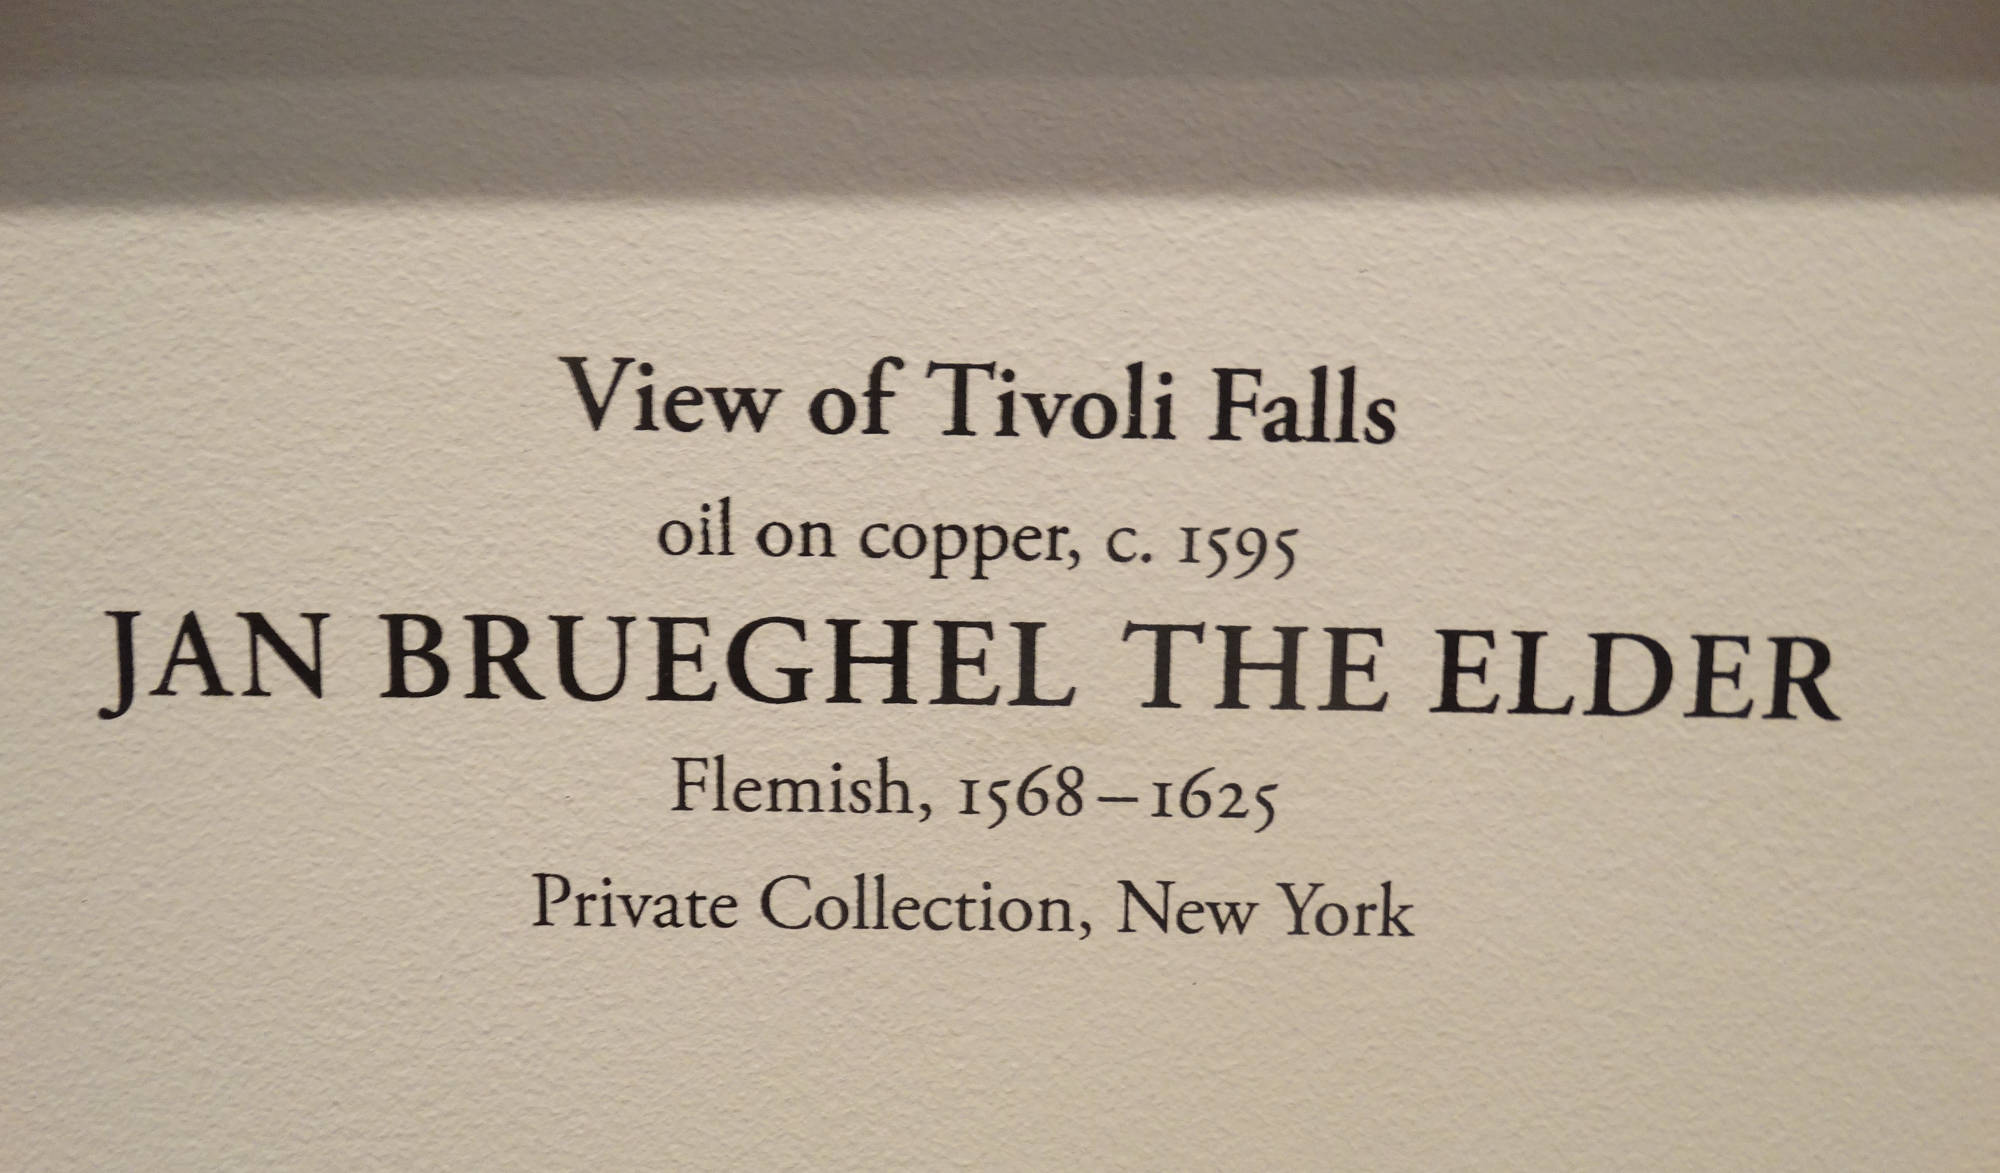 View of Tivoli Falls
oil on copper, c. 1595
JAN BRUEGHEL THE ELDER
Flemish, 1568–1625
Private Collection, New York